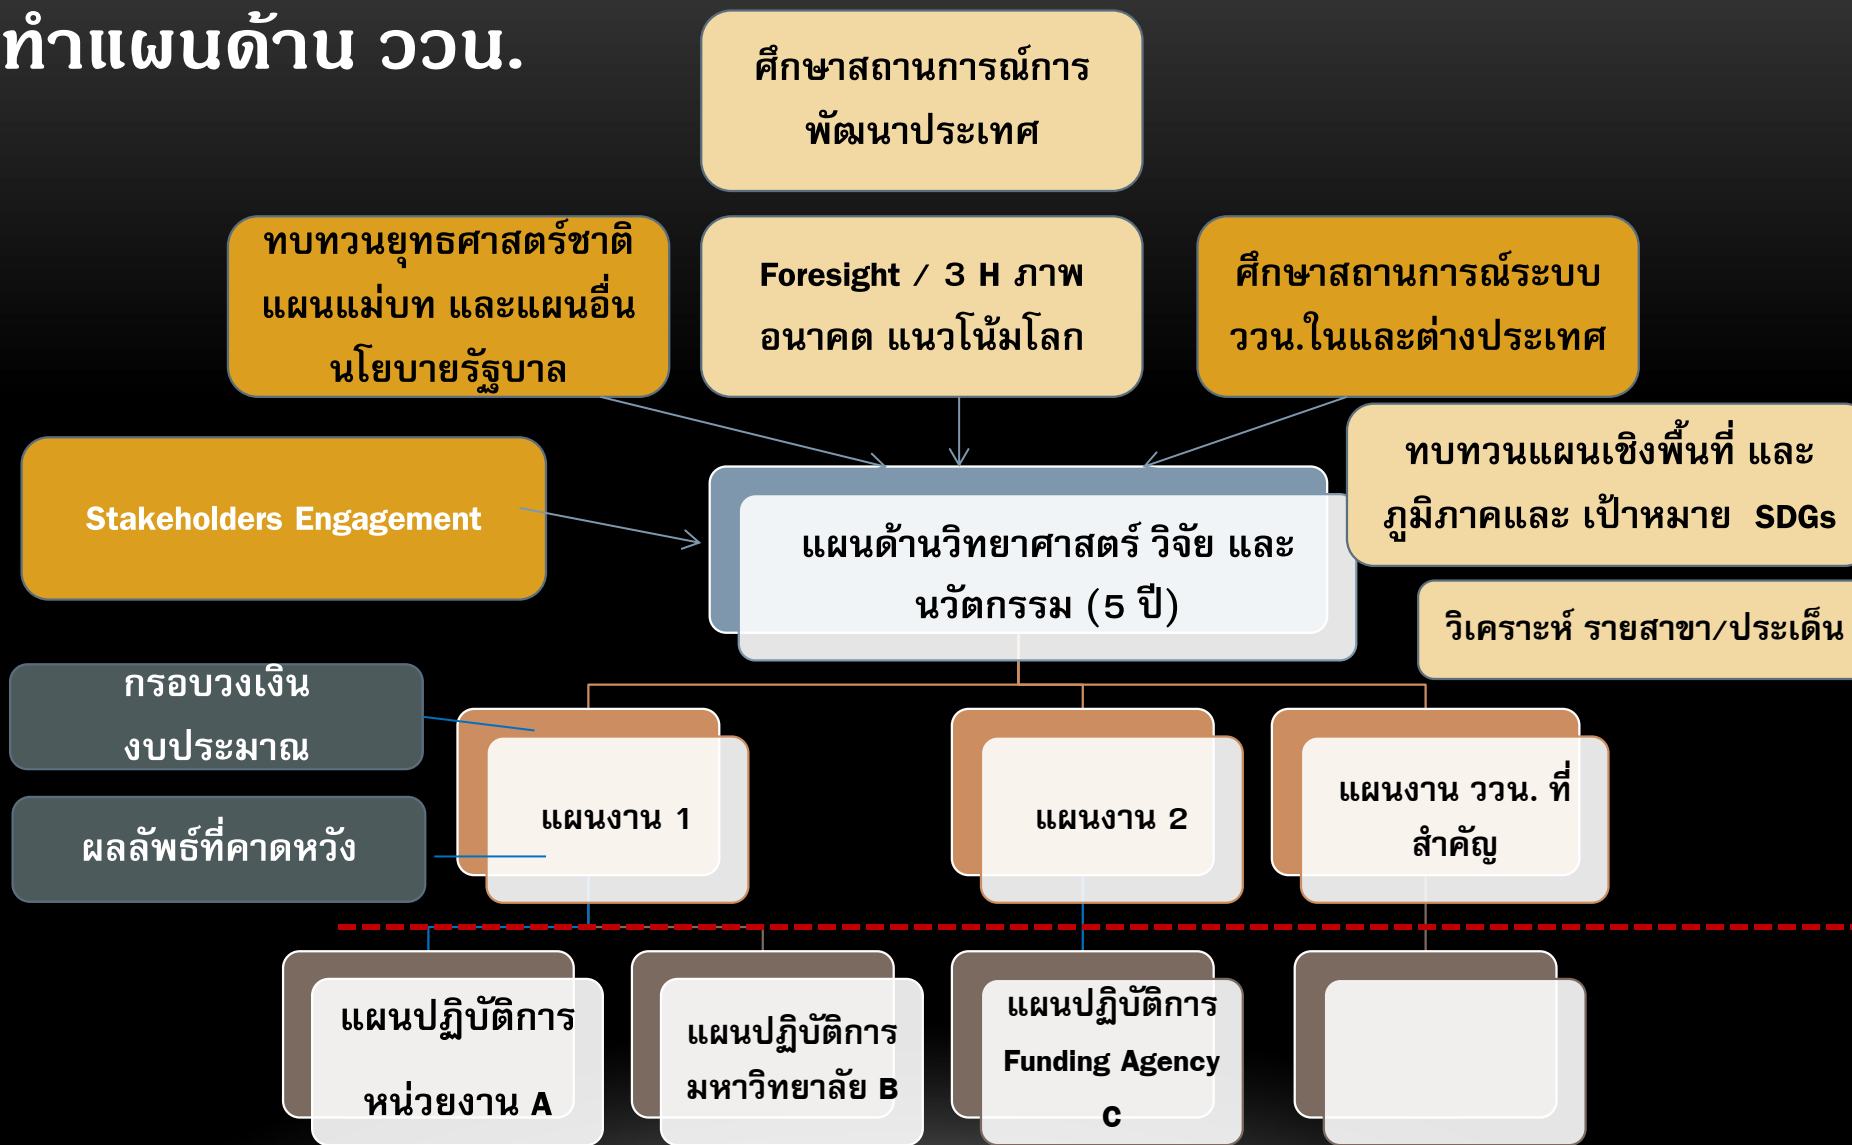 ทำแผนด้าน ววน.
ศึกษาสถานการณ์การ
พัฒนาประเทศ
ทบทวนยุทธศาสตร์ชาติ
แผนแม่บท และแผนอื่น
นโยบายรัฐบาล
Foresight / 3 H ภาพ
อนาคต แนวโน้มโลก
ศึกษาสถานการณ์ระบบ
ววน.ในและต่างประเทศ
Stakeholders Engagement
ทบทวนแผนเชิงพื้นที่ และ
ภูมิภาคและ เป้าหมาย SDGs
แผนด้านวิทยาศาสตร์ วิจัย และ
นวัตกรรม (5 ปี)
วิเคราะห์ รายสาขา/ประเด็น
กรอบวงเงิน
งบประมาณ
ผลลัพธ์ที่คาดหวัง
แผนงาน 1
แผนงาน 2
แผนงาน ววน. ที่
สำคัญ
แผนปฏิบัติการ
หน่วยงาน A
แผนปฏิบัติการ
มหาวิทยาลัย B
แผนปฏิบัติการ
Funding Agency
C